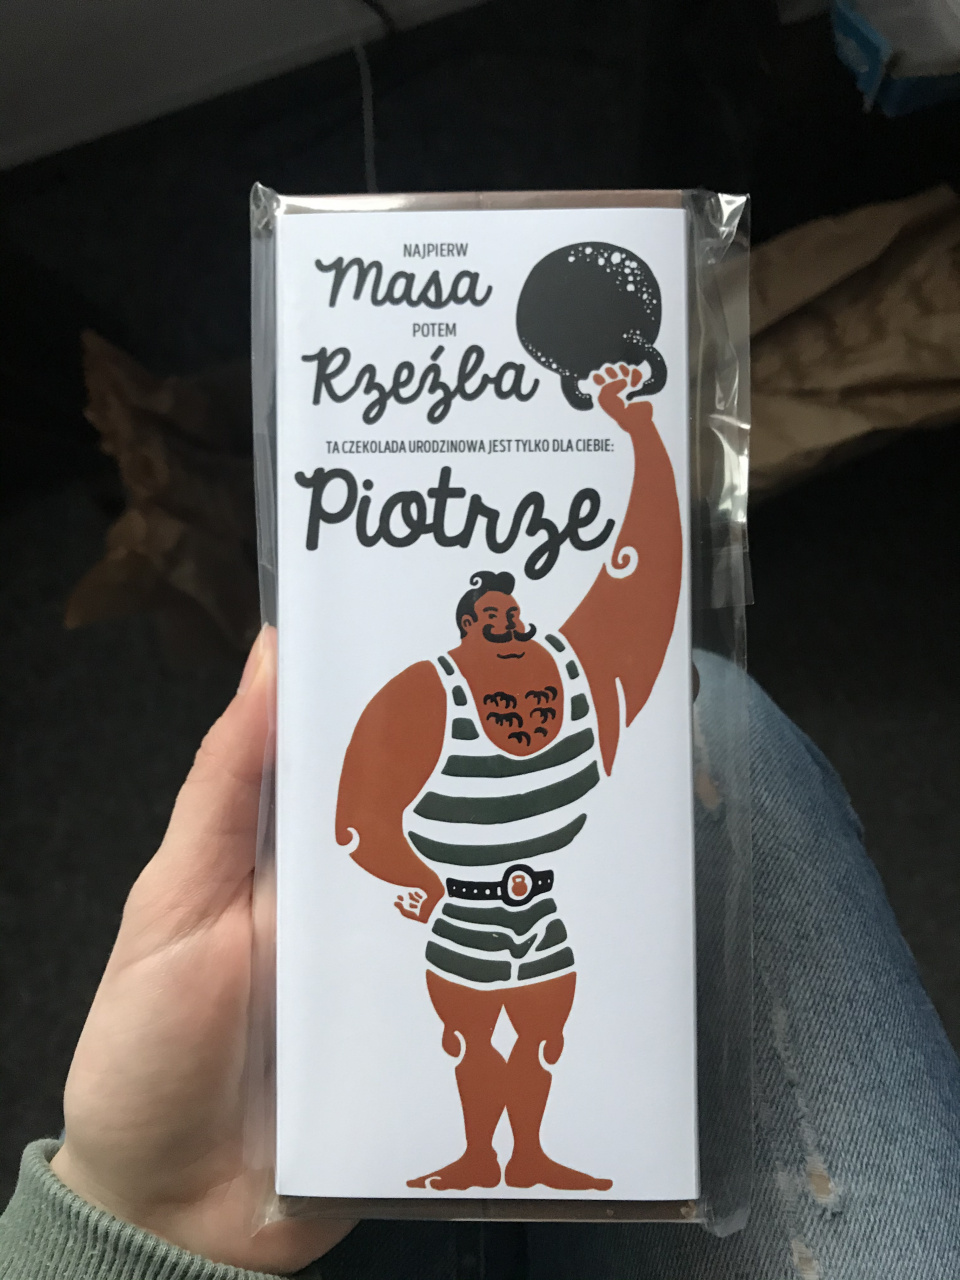 NAJPIERW
Masa
POTEM
Rzeźba
TA CZEKOLADA URODZINOWA JEST TYLKO DLA CIEBIE:
Piotrze